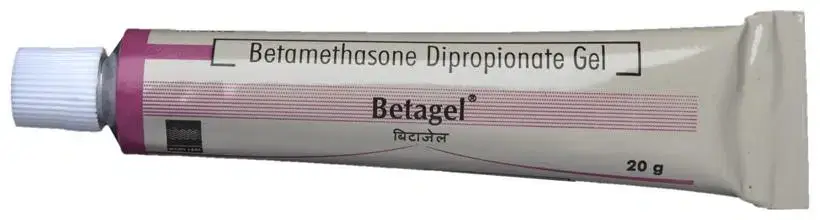 Betamethasone Dipropionate Gel
Betagel®
बिटाजेल
20 g